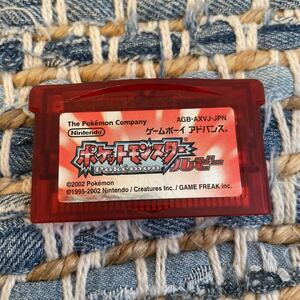 The Pokémon Company
AGB-AXVJ-JPN
Nintendo
ゲームボーイ アドバンス®
ポケットモンスター
Pokémon
ルビー
©2002 Pokémon
©1995-2002 Nintendo / Creatures inc. / GAME FREAK inc.